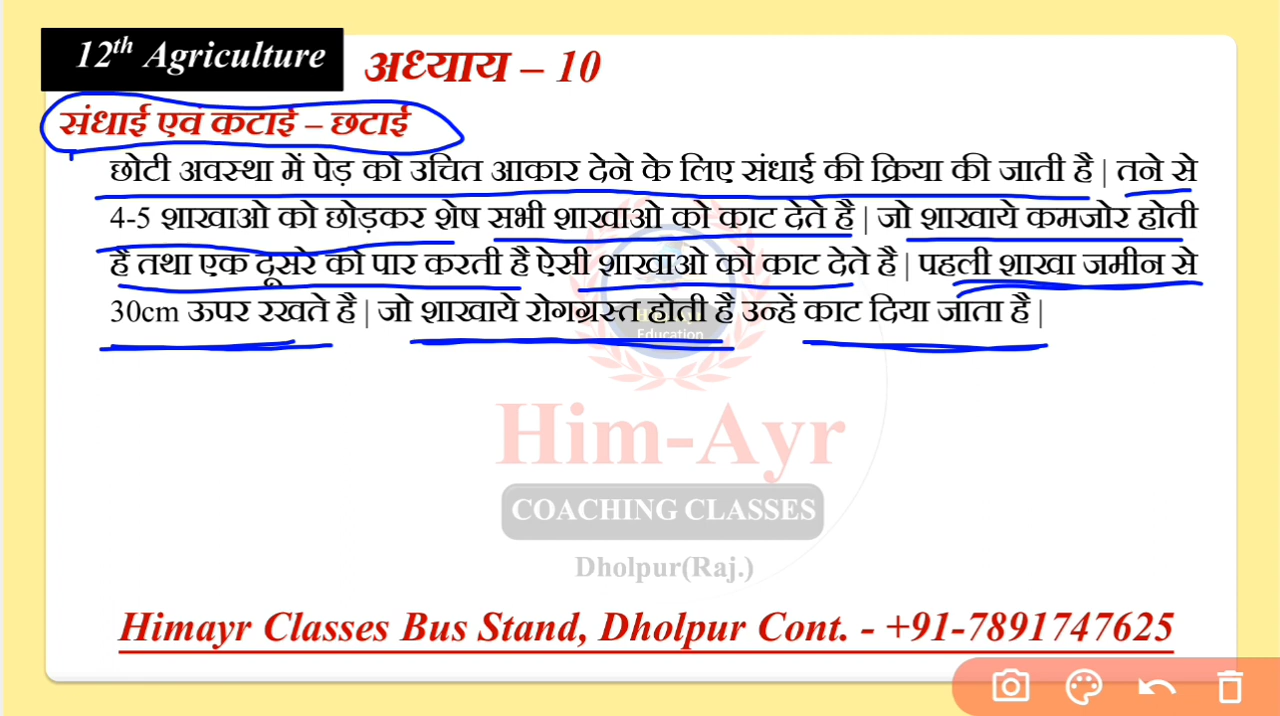 12th Agriculture
अध्याय – 10
संधाई एवं कटाई – छटाई
छोटी अवस्था में पेड़ को उचित आकार देने के लिए संधाई की क्रिया की जाती है | तने से
4-5 शाखाओ को छोड़कर शेष सभी शाखाओ को काट देते है | जो शाखाये कमजोर होती
है तथा एक दूसरे को पार करती है ऐसी शाखाओ को काट देते है | पहली शाखा जमीन से
30cm ऊपर रखते है | जो शाखाये रोगग्रस्त होती है उन्हें काट दिया जाता है |
Education
Him-Ayr
COACHING CLASSES
Dholpur(Raj.)
Himayr Classes Bus Stand, Dholpur Cont. - +91-7891747625